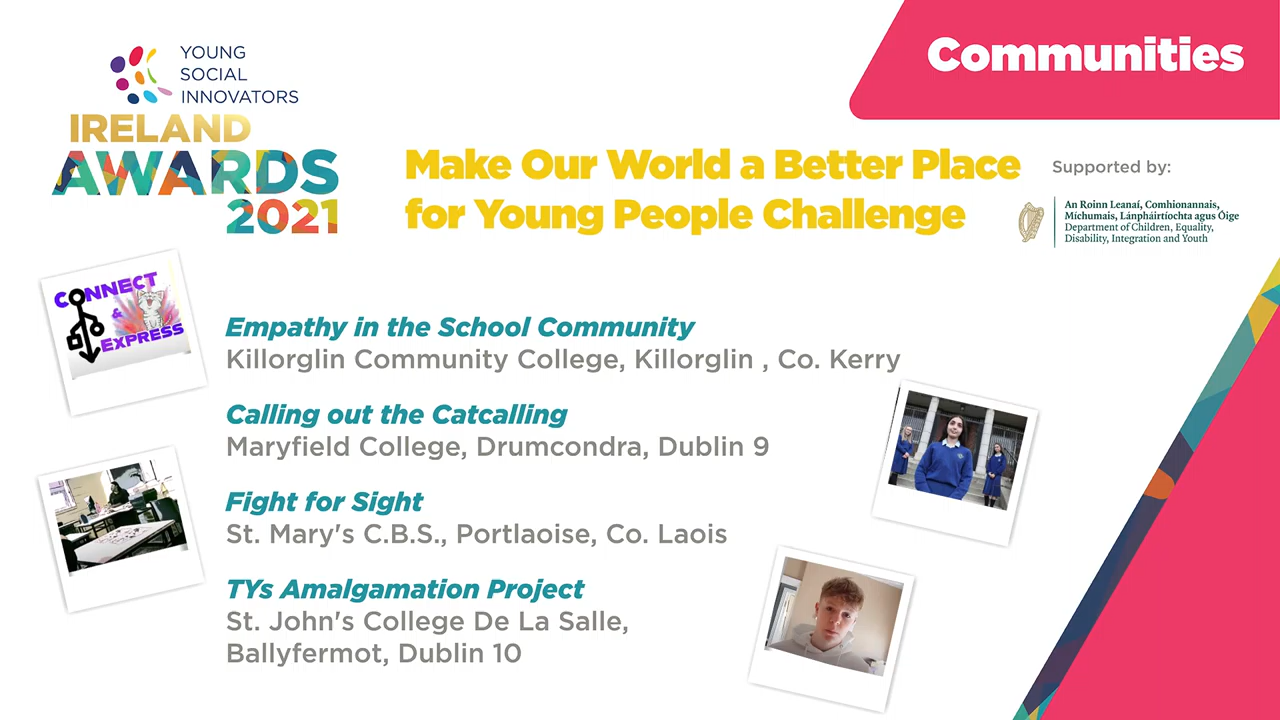 YOUNG
SOCIAL
INNOVATORS
IRELAND
AWARDS
2021
Communities
Make Our World a Better Place
for Young People Challenge
Supported by:
An Roinn Leanaí, Comhionannais,
Míchumais, Lánpháirtíochta agus Óige
Department of Children, Equality,
Disability, Integration and Youth
CONNECT
&
EXPRESS
Empathy in the School Community
Killorglin Community College, Killorglin , Co. Kerry
Calling out the Catcalling
Maryfield College, Drumcondra, Dublin 9
Fight for Sight
St. Mary's C.B.S., Portlaoise, Co. Laois
TYs Amalgamation Project
St. John's College De La Salle,
Ballyfermot, Dublin 10